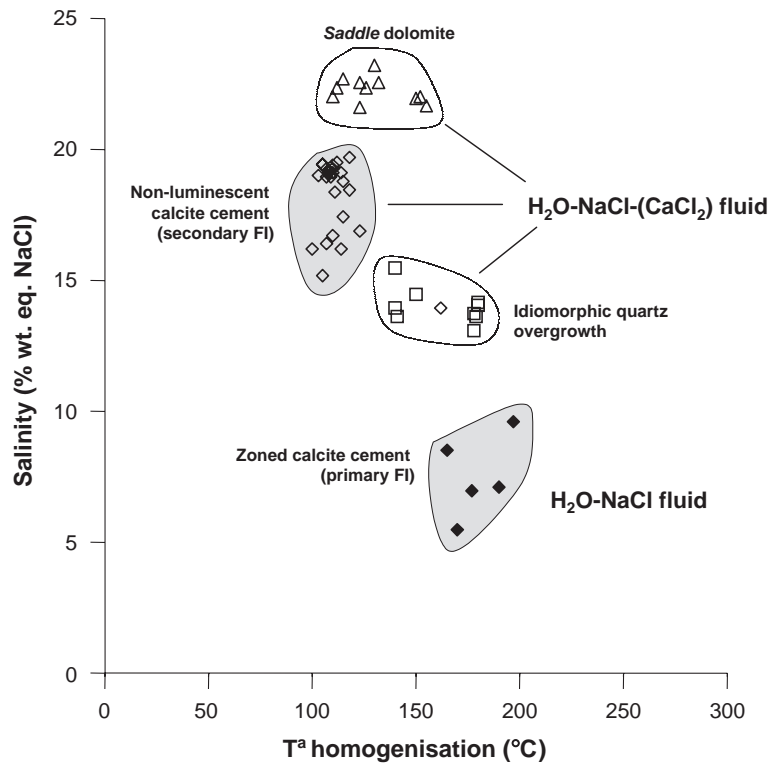 25
Saddle dolomite
20
Non-luminescent
calcite cement
(secondary FI)
H₂O-NaCl-(CaCl₂) fluid
15
Idiomorphic quartz
overgrowth
10
Zoned calcite cement
(primary FI)
H₂O-NaCl fluid
5
0
Salinity (% wt. eq. NaCl)
0 50 100 150 200 250 300
Tª homogenisation (°C)